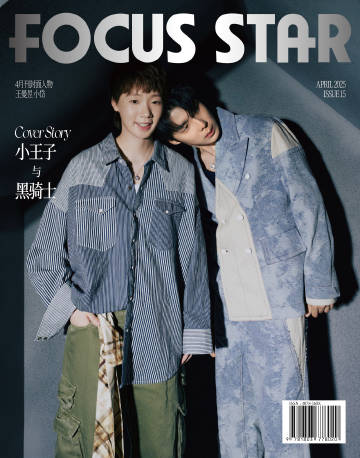 FOCUS STAR
4月刊封面人物
王曼昱 小岱
APRIL 2025
ISSUE 15
Cover Story
小王子
与
黑骑士